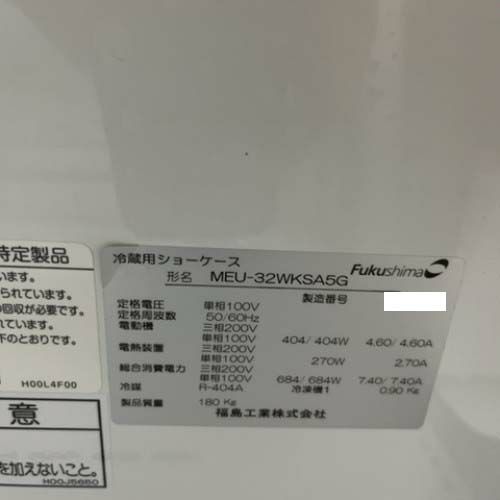 特定製品
います。
られています。
の回収が必要です。
下のとおりです。
H00L4F00
意
を加えないこと。
H00J5650
冷蔵用ショーケース
形名 MEU-32WKSA5G
Fukushima
製造番号
定格電圧 単相100V
定格周波数 50/60Hz
電動機 三相200V
単相100V 404/404W 4.60/4.60A
電熱装置 三相200V
単相100V 270W 2.70A
総合消費電力 三相200V
単相100V 684/684W 7.40/7.40A
冷媒 R-404A 冷凍機1 0.90 Kg
製品質量 180 Kg
福島工業株式会社